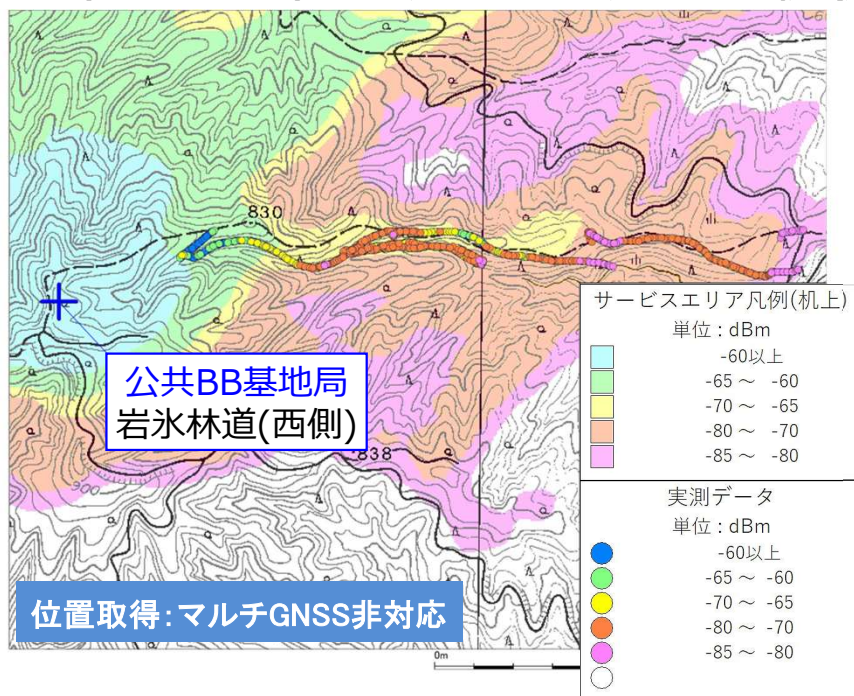 830
公共BB基地局
岩氷林道(西側)
838
900
位置取得:マルチGNSS非対応
0m
サービスエリア凡例(机上)
単位:dBm
-60以上
-65 ～ -60
-70 ～ -65
-80 ～ -70
-85 ～ -80
実測データ
単位:dBm
-60以上
-65 ～ -60
-70 ～ -65
-80 ～ -70
-85 ～ -80